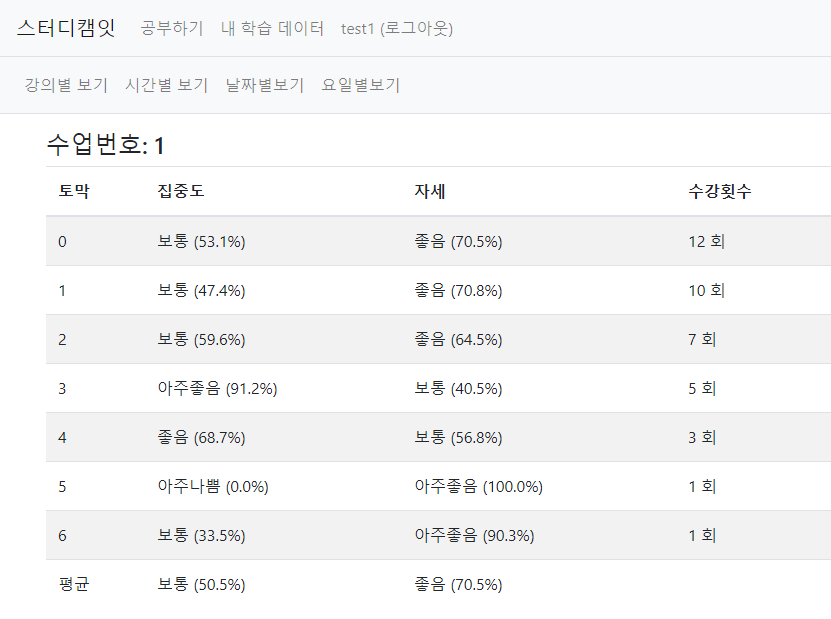 스터디캠잇 공부하기 내 학습 데이터 test1 (로그아웃)
강의별 보기 시간별 보기 날짜별보기 요일별보기
수업번호: 1
토막 집중도 자세 수강횟수
0 보통 (53.1%) 좋음 (70.5%) 12 회
1 보통 (47.4%) 좋음 (70.8%) 10 회
2 보통 (59.6%) 좋음 (64.5%) 7 회
3 아주좋음 (91.2%) 보통 (40.5%) 5 회
4 좋음 (68.7%) 보통 (56.8%) 3 회
5 아주나쁨 (0.0%) 아주좋음 (100.0%) 1 회
6 보통 (33.5%) 아주좋음 (90.3%) 1 회
평균 보통 (50.5%) 좋음 (70.5%)